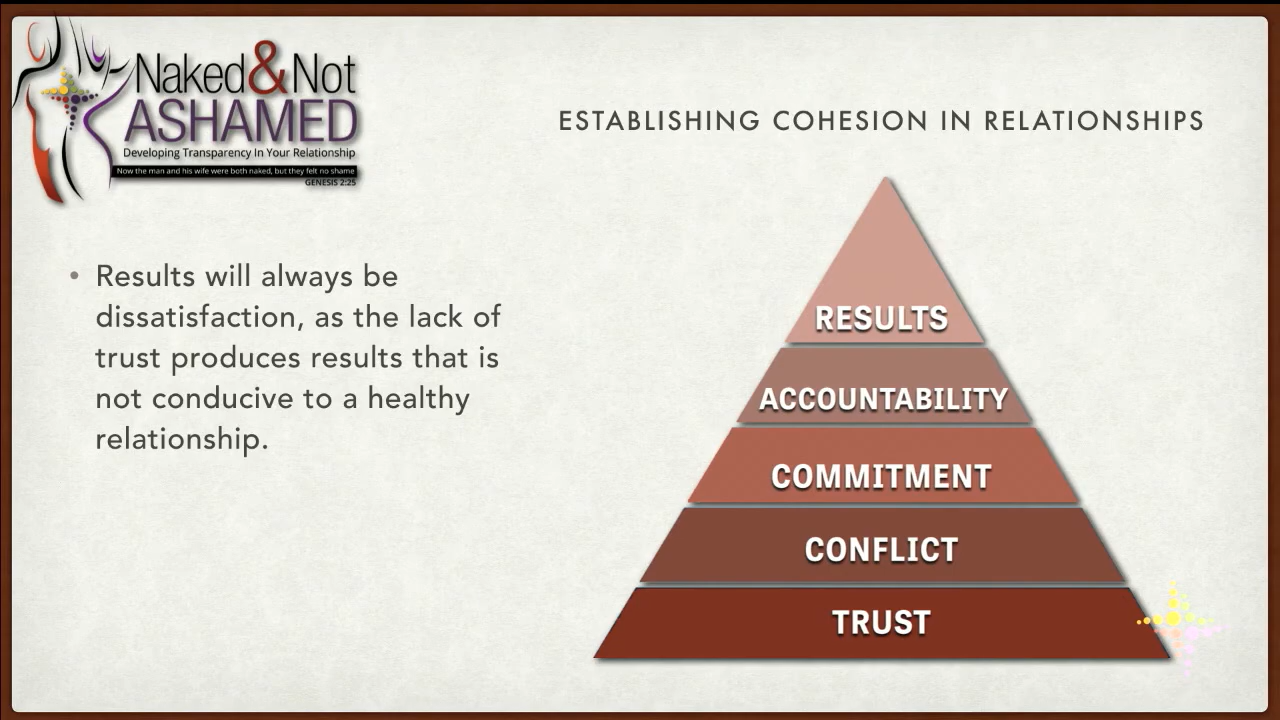 Naked&Not
ASHAMED
Developing Transparency In Your Relationship
Now the man and his wife were both naked, but they felt no shame
GENESIS 2:25
ESTABLISHING COHESION IN RELATIONSHIPS
• Results will always be
dissatisfaction, as the lack of
trust produces results that is
not conducive to a healthy
relationship.
RESULTS
ACCOUNTABILITY
COMMITMENT
CONFLICT
TRUST